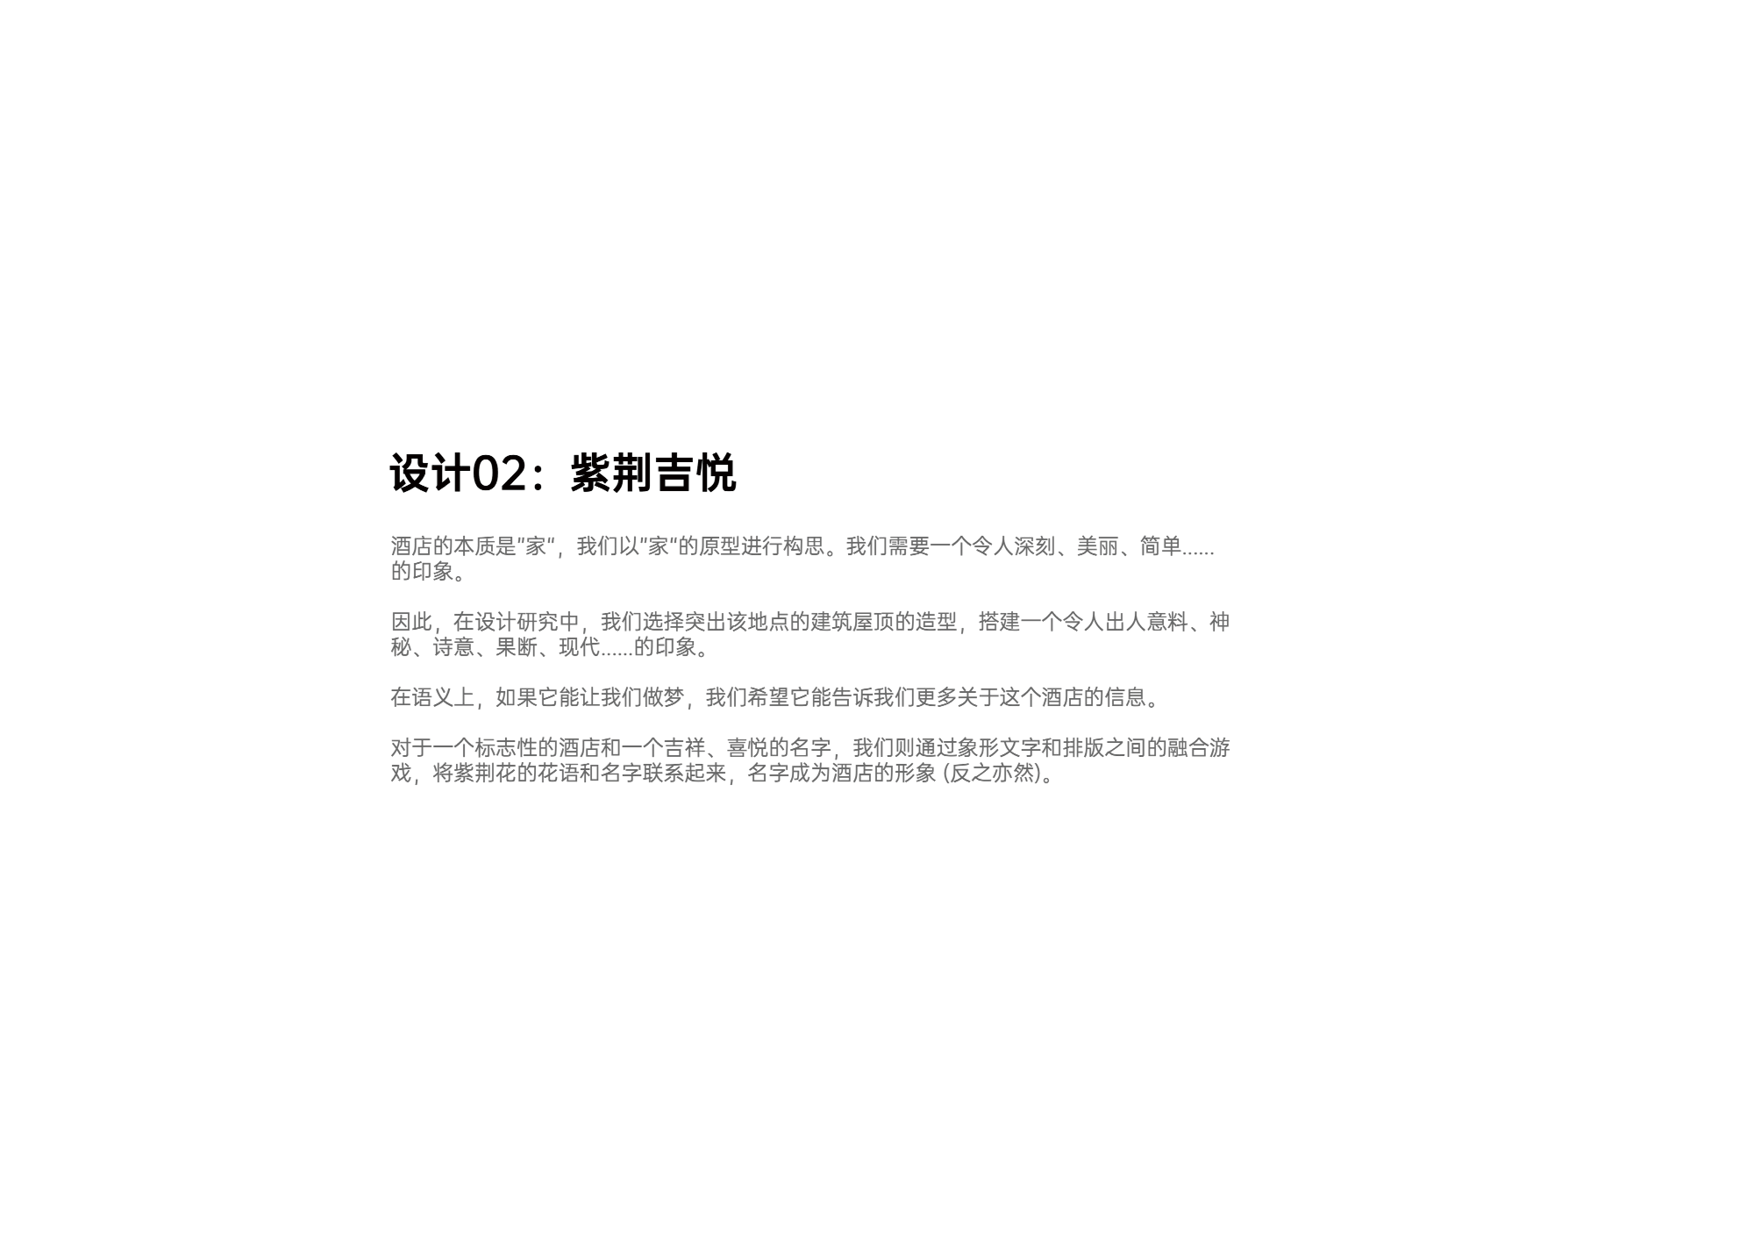 设计02：紫荆吉悦
酒店的本质是”家“，我们以”家“的原型进行构思。我们需要一个令人深刻、美丽、简单......
的印象。
因此，在设计研究中，我们选择突出该地点的建筑屋顶的造型，搭建一个令人出人意料、神
秘、诗意、果断、现代......的印象。
在语义上，如果它能让我们做梦，我们希望它能告诉我们更多关于这个酒店的信息。
对于一个标志性的酒店和一个吉祥、喜悦的名字，我们则通过象形文字和排版之间的融合游
戏，将紫荆花的花语和名字联系起来，名字成为酒店的形象 (反之亦然)。